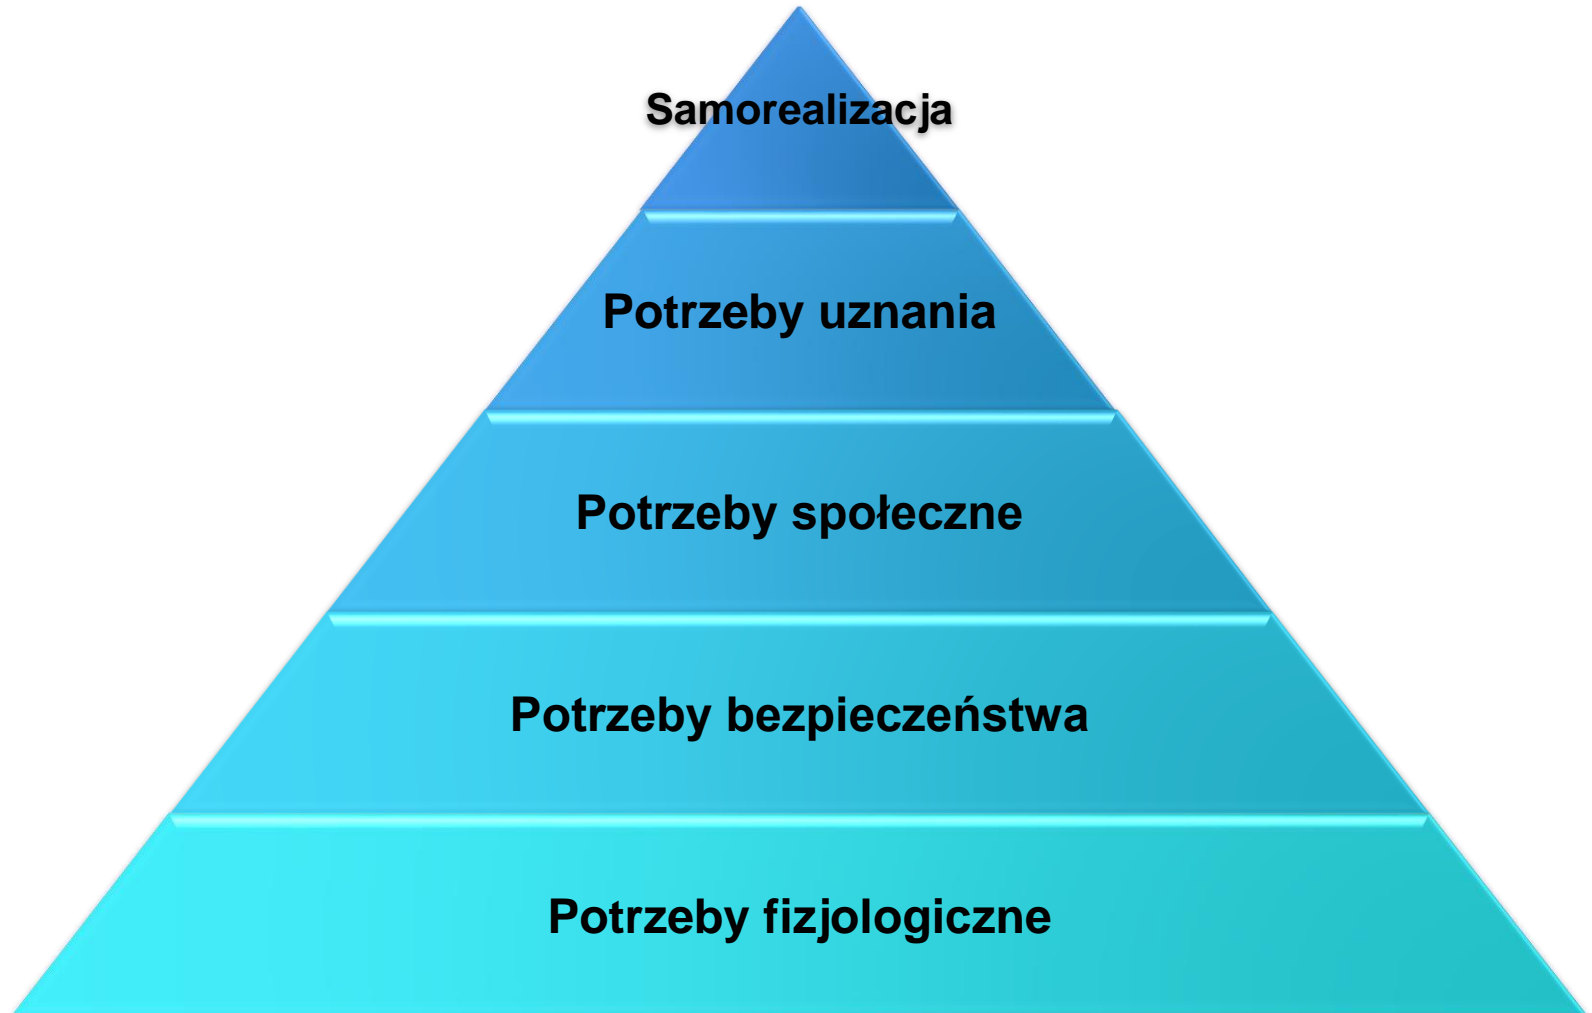 Samorealizacja
Potrzeby uznania
Potrzeby społeczne
Potrzeby bezpieczeństwa
Potrzeby fizjologiczne